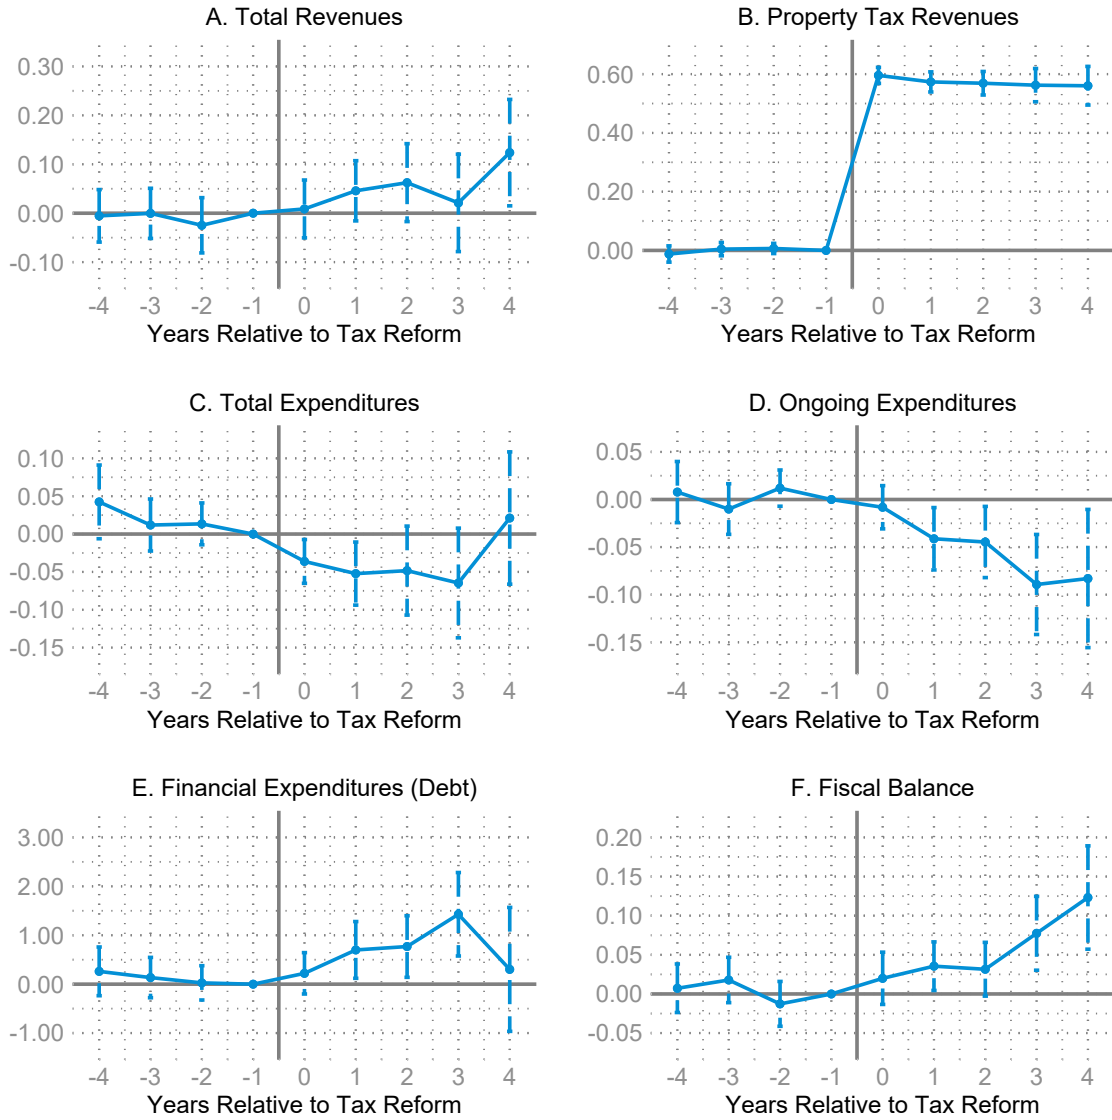 A. Total Revenues
0.30
0.20
0.10
0.00
-0.10
-4 -3 -2 -1 0 1 2 3 4
Years Relative to Tax Reform
B. Property Tax Revenues
0.60
0.40
0.20
0.00
-4 -3 -2 -1 0 1 2 3 4
Years Relative to Tax Reform
C. Total Expenditures
0.10
0.05
0.00
-0.05
-0.10
-0.15
-4 -3 -2 -1 0 1 2 3 4
Years Relative to Tax Reform
D. Ongoing Expenditures
0.05
0.00
-0.05
-0.10
-0.15
-4 -3 -2 -1 0 1 2 3 4
Years Relative to Tax Reform
E. Financial Expenditures (Debt)
3.00
2.00
1.00
0.00
-1.00
-4 -3 -2 -1 0 1 2 3 4
Years Relative to Tax Reform
F. Fiscal Balance
0.20
0.15
0.10
0.05
0.00
-0.05
-4 -3 -2 -1 0 1 2 3 4
Years Relative to Tax Reform